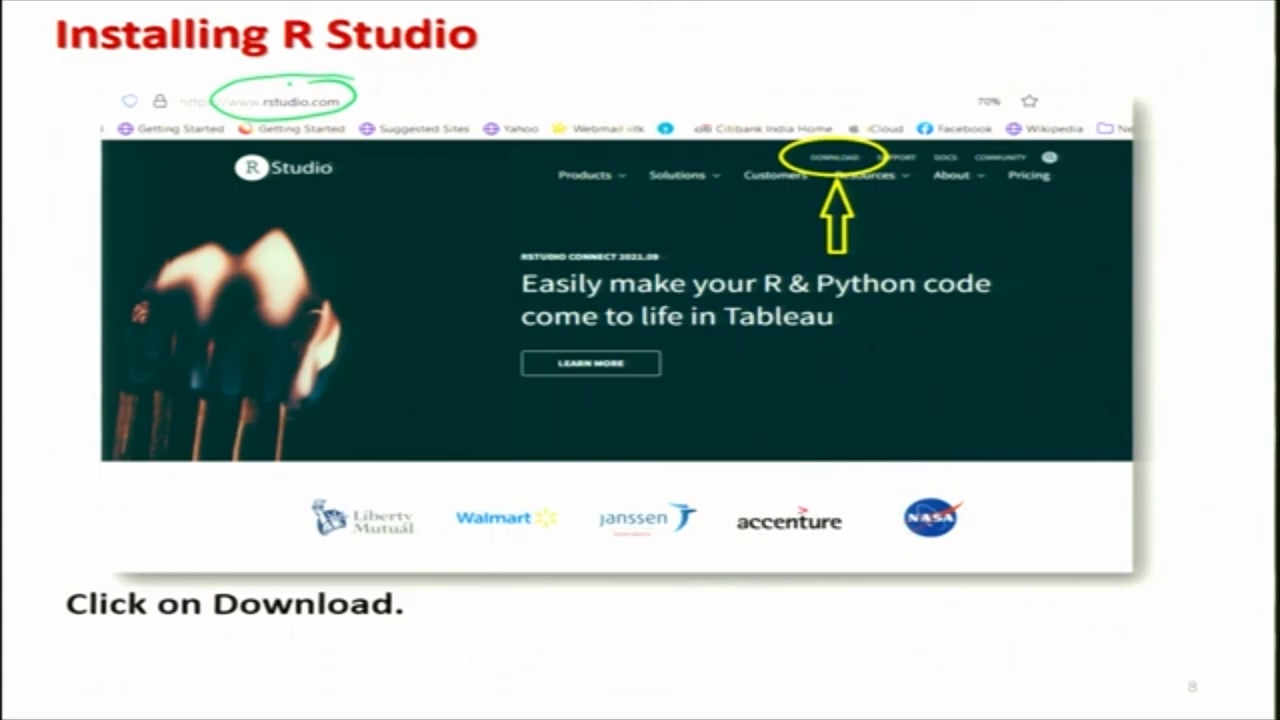 Installing R Studio
https://www.rstudio.com
70%
Getting Started
Getting Started
Suggested Sites
Yahoo
Webmail iitk
Citibank India Home
iCloud
Facebook
Wikipedia
Ne
R Studio
DOWNLOAD
SUPPORT
DOCS
COMMUNITY
Products
Solutions
Customers
Resources
About
Pricing
RSTUDIO CONNECT 2021.09
Easily make your R & Python code
come to life in Tableau
LEARN MORE
Liberty
Mutual
Walmart
janssen
accenture
NASA
Click on Download.
8